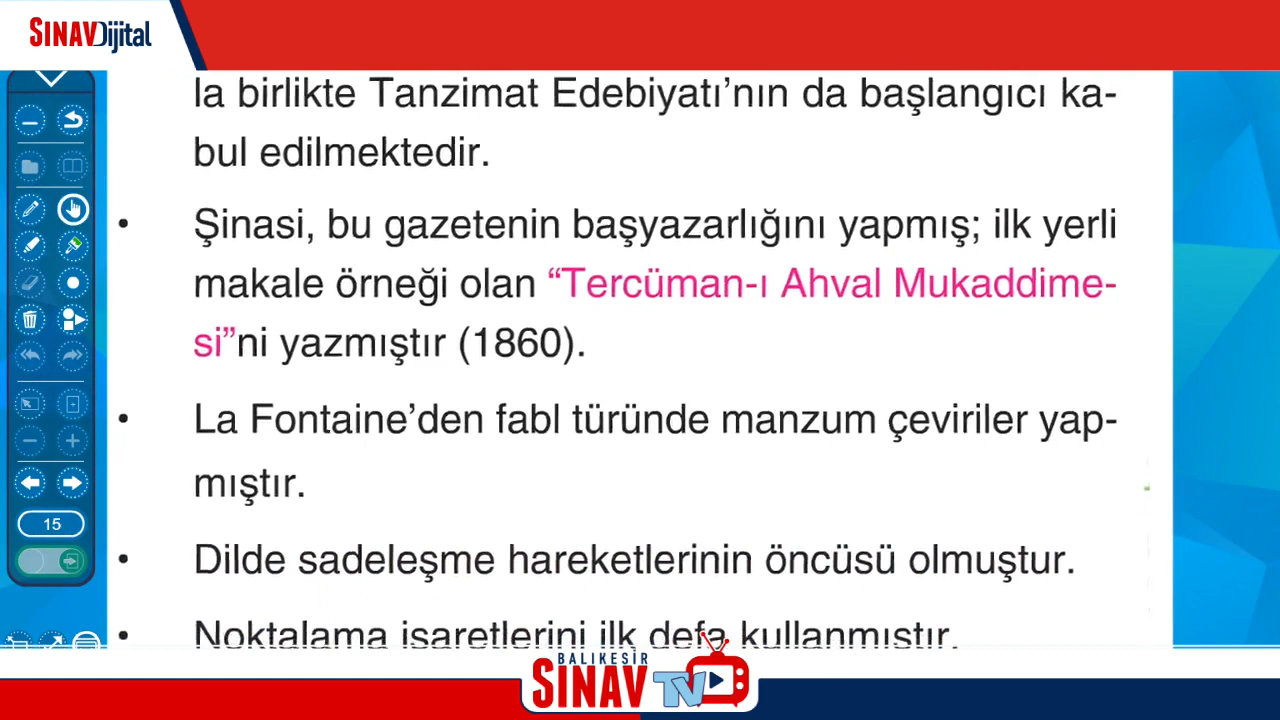 SINAV Dijital
la birlikte Tanzimat Edebiyatı’nın da başlangıcı ka-
bul edilmektedir.
• Şinasi, bu gazetenin başyazarlığını yapmış; ilk yerli
makale örneği olan “Tercüman-ı Ahval Mukaddime-
si”ni yazmıştır (1860).
• La Fontaine’den fabl türünde manzum çeviriler yap-
mıştır.
• Dilde sadeleşme hareketlerinin öncüsü olmuştur.
• Noktalama işaretlerini ilk defa kullanmıştır.
15
BALIKESİR
SINAV TV